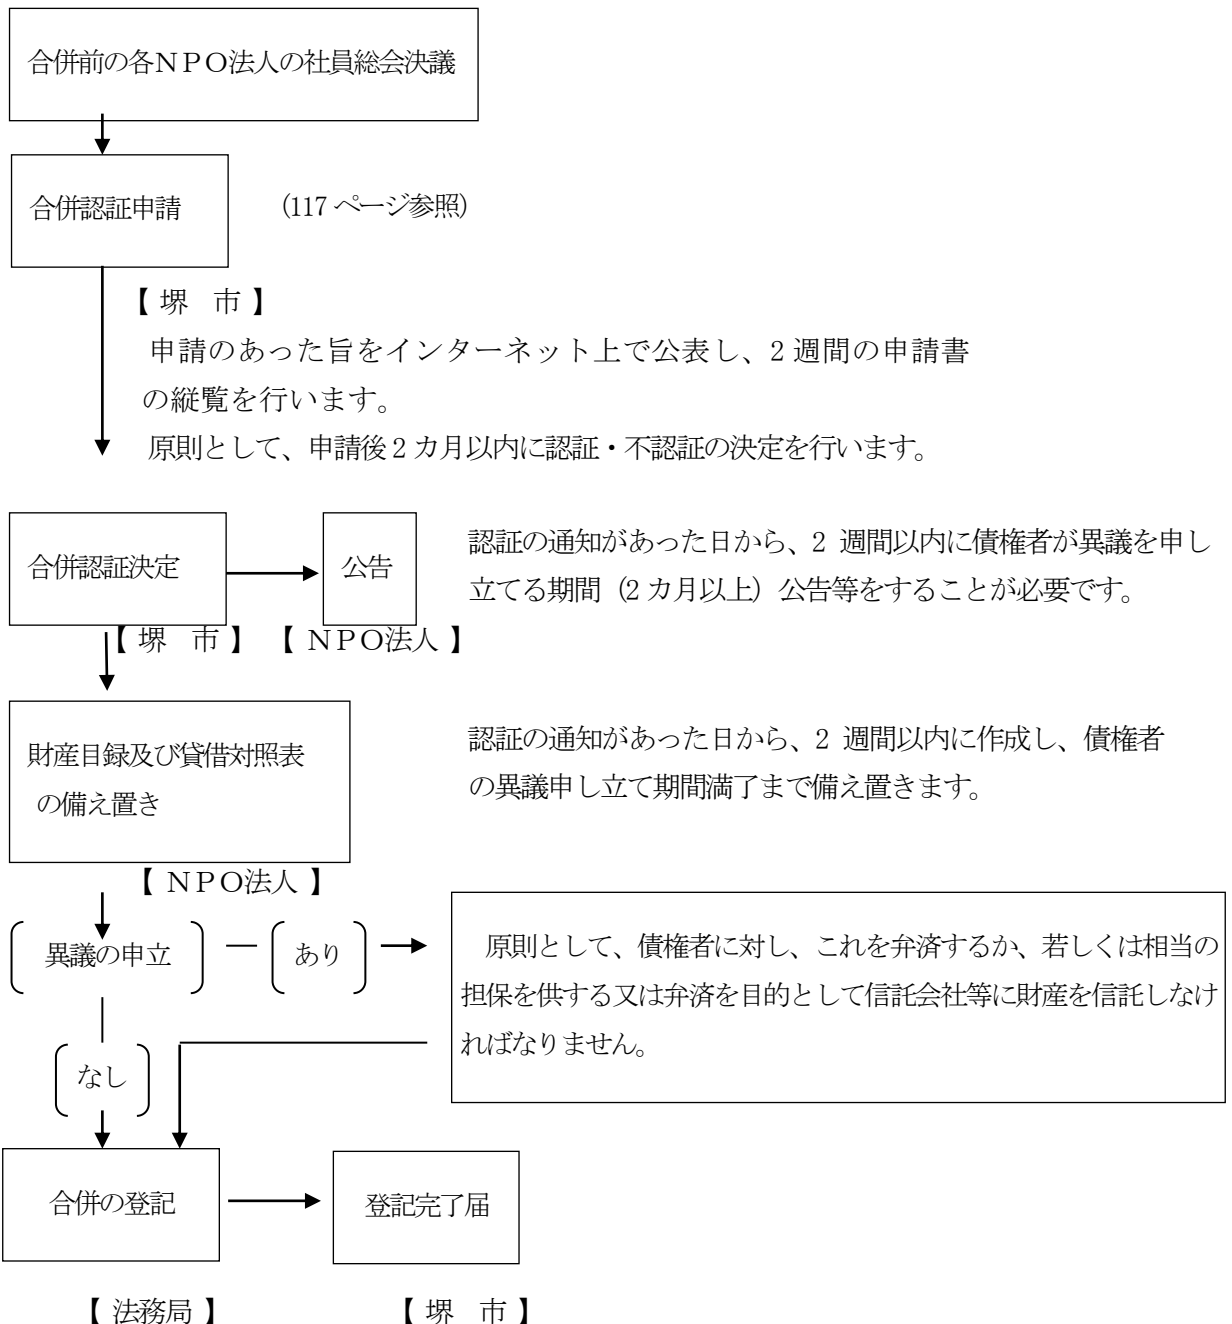 合併前の各ＮＰＯ法人の社員総会決議
合併認証申請 (117 ページ参照)
【 堺　市 】
申請のあった旨をインターネット上で公表し、2 週間の申請書
の縦覧を行います。
原則として、申請後 2 カ月以内に認証・不認証の決定を行います。
合併認証決定 公告
認証の通知があった日から、2 週間以内に債権者が異議を申し
立てる期間（2 カ月以上）公告等をすることが必要です。
【 堺　市 】 【 ＮＰＯ法人 】
財産目録及び貸借対照表
の備え置き
認証の通知があった日から、2 週間以内に作成し、債権者
の異議申し立て期間満了まで備え置きます。
【 ＮＰＯ法人 】
異議の申立 あり
原則として、債権者に対し、これを弁済するか、若しくは相当の
担保を供する又は弁済を目的として信託会社等に財産を信託しなけ
ればなりません。
なし
合併の登記 登記完了届
【 法務局 】 【 堺　市 】